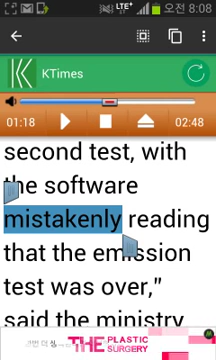 LTE 오전 8:08
KTimes
01:18 02:48
second test, with
the software
mistakenly reading
that the emission
test was over,"
said the ministry
THE PLASTIC
SURGERY